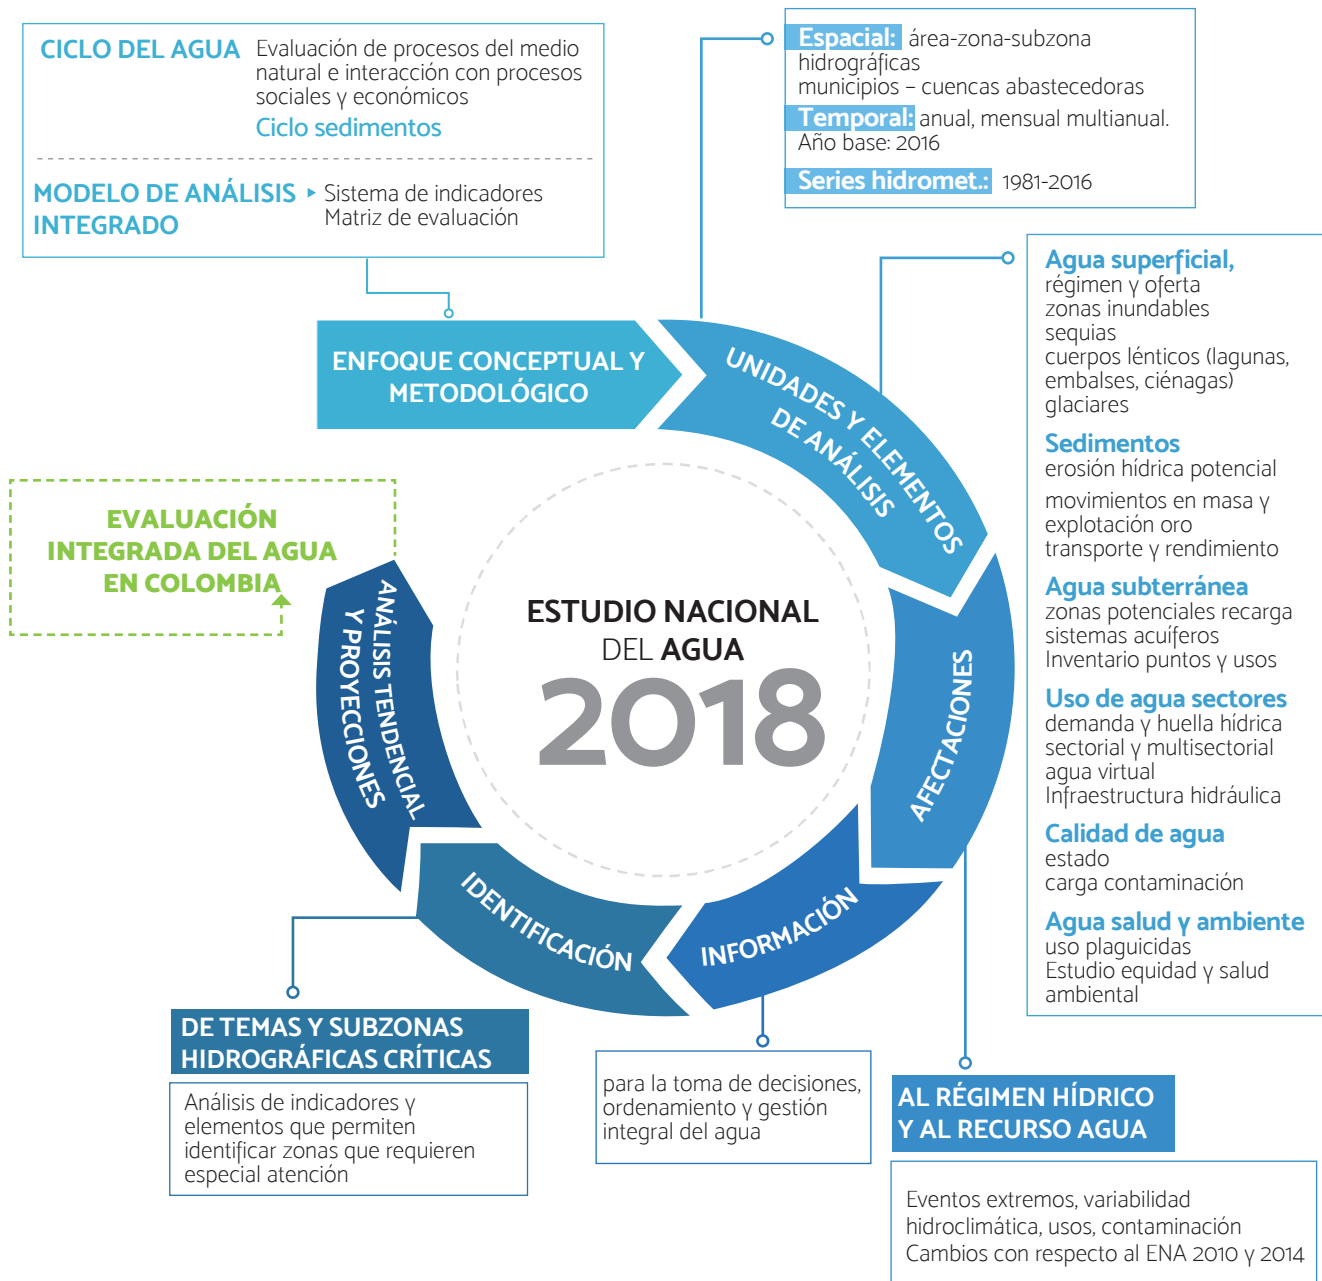 CICLO DEL AGUA
Evaluación de procesos del medio
natural e interacción con procesos
sociales y económicos
Ciclo sedimentos
MODELO DE ANÁLISIS
INTEGRADO
Sistema de indicadores
Matriz de evaluación
Espacial: área-zona-subzona
hidrográficas
municipios – cuencas abastecedoras
Temporal: anual, mensual multianual.
Año base: 2016
Series hidromet.: 1981-2016
ENFOQUE CONCEPTUAL Y
METODOLÓGICO
UNIDADES Y ELEMENTOS
DE ANÁLISIS
Agua superficial,
régimen y oferta
zonas inundables
sequias
cuerpos lénticos (lagunas,
embalses, ciénagas)
glaciares
Sedimentos
erosión hídrica potencial
movimientos en masa y
explotación oro
transporte y rendimiento
Agua subterránea
zonas potenciales recarga
sistemas acuíferos
Inventario puntos y usos
Uso de agua sectores
demanda y huella hídrica
sectorial y multisectorial
agua virtual
Infraestructura hidráulica
Calidad de agua
estado
carga contaminación
Agua salud y ambiente
uso plaguicidas
Estudio equidad y salud
ambiental
EVALUACIÓN
INTEGRADA DEL AGUA
EN COLOMBIA
ESTUDIO NACIONAL
DEL AGUA
2018
AFECTACIONES
ANÁLISIS TENDENCIAL
Y PROYECCIONES
IDENTIFICACIÓN
INFORMACIÓN
DE TEMAS Y SUBZONAS
HIDROGRÁFICAS CRÍTICAS
Análisis de indicadores y
elementos que permiten
identificar zonas que requieren
especial atención
para la toma de decisiones,
ordenamiento y gestión
integral del agua
AL RÉGIMEN HÍDRICO
Y AL RECURSO AGUA
Eventos extremos, variabilidad
hidroclimática, usos, contaminación
Cambios con respecto al ENA 2010 y 2014